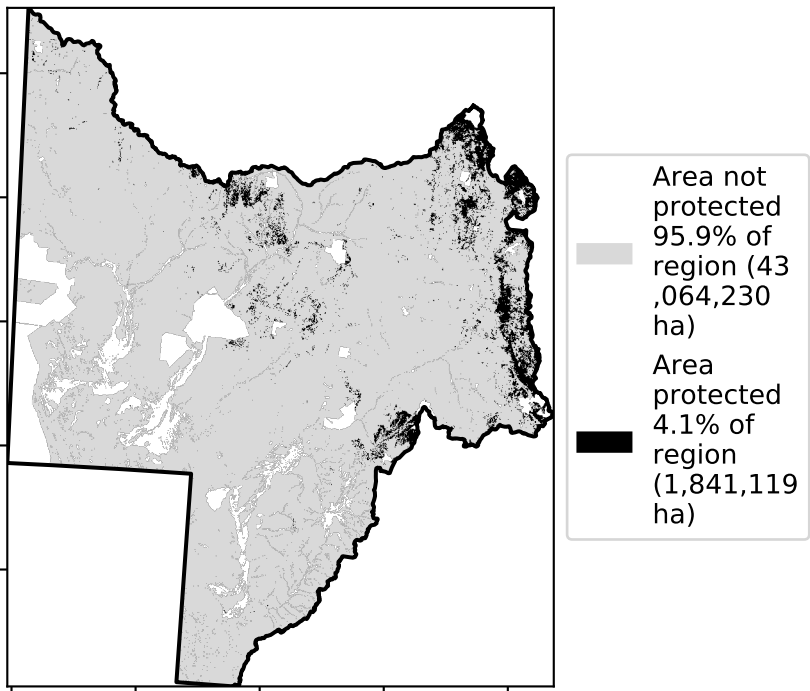 Area not
protected
95.9% of
region (43
,064,230
ha)
Area
protected
4.1% of
region
(1,841,119
ha)